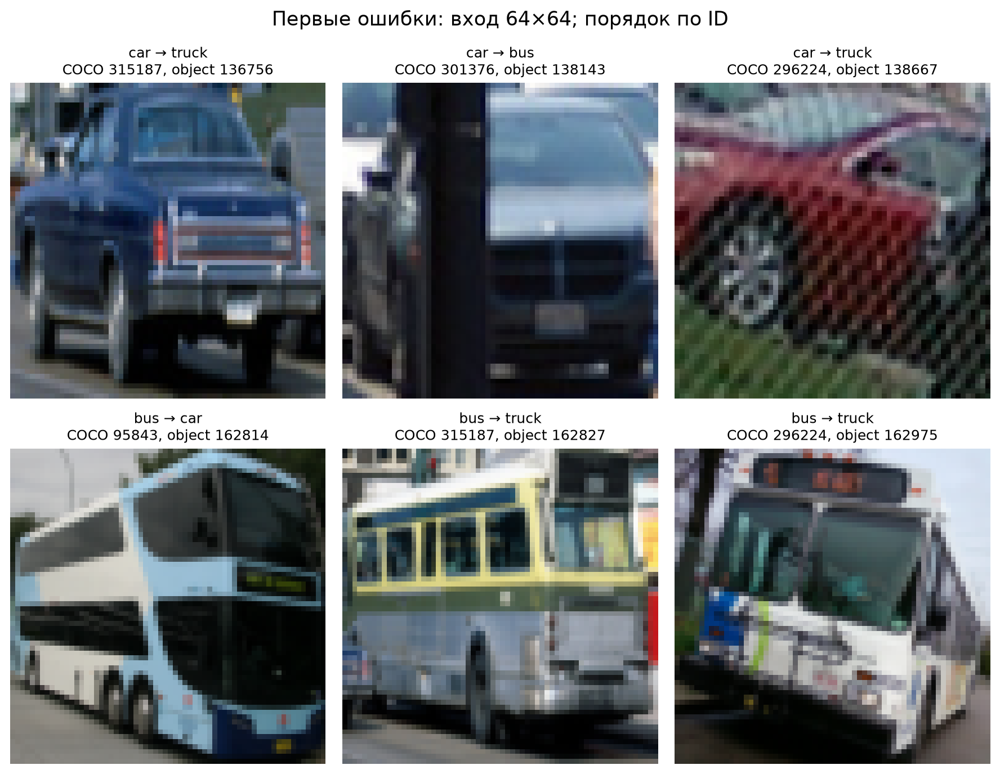 Первые ошибки: вход 64×64; порядок по ID
car → truck
COCO 315187, object 136756
car → bus
COCO 301376, object 138143
car → truck
COCO 296224, object 138667
bus → car
COCO 95843, object 162814
bus → truck
COCO 315187, object 162827
bus → truck
COCO 296224, object 162975